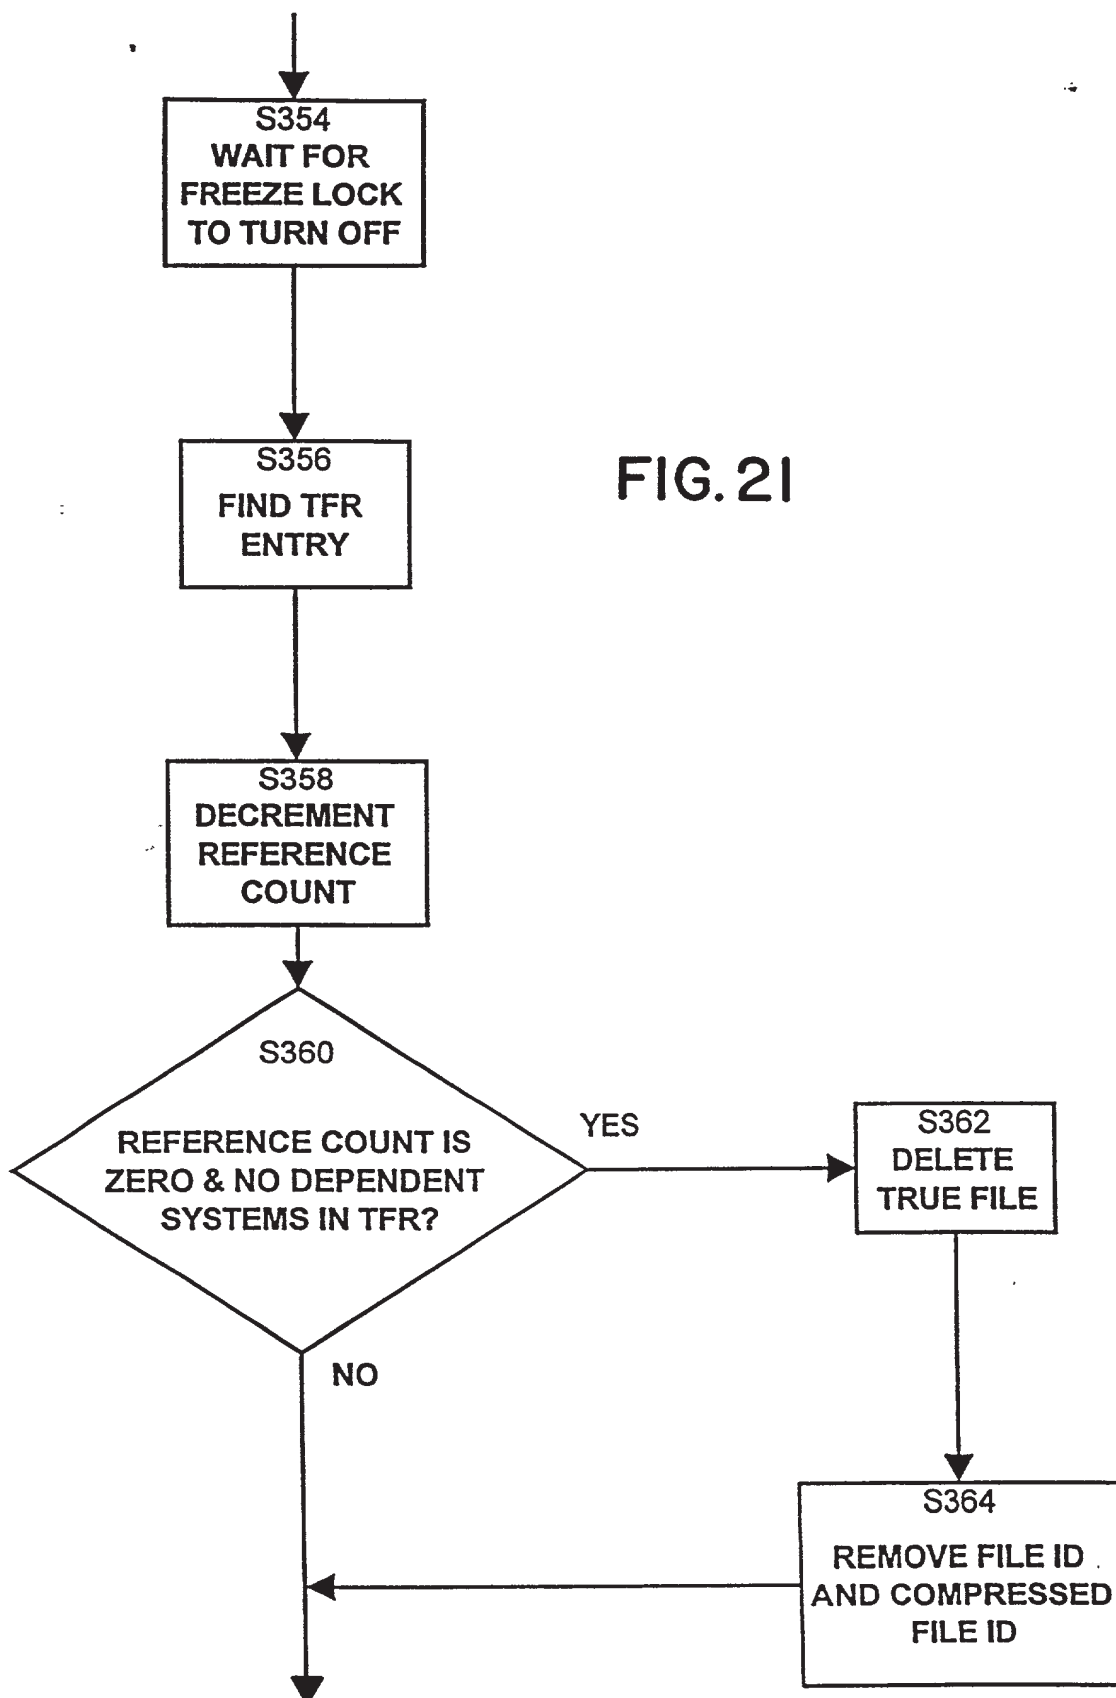 S354
WAIT FOR
FREEZE LOCK
TO TURN OFF
S356
FIND TFR
ENTRY
FIG. 21
S358
DECREMENT
REFERENCE
COUNT
S360
REFERENCE COUNT IS
ZERO & NO DEPENDENT
SYSTEMS IN TFR?
YES
NO
S362
DELETE
TRUE FILE
S364
REMOVE FILE ID
AND COMPRESSED
FILE ID